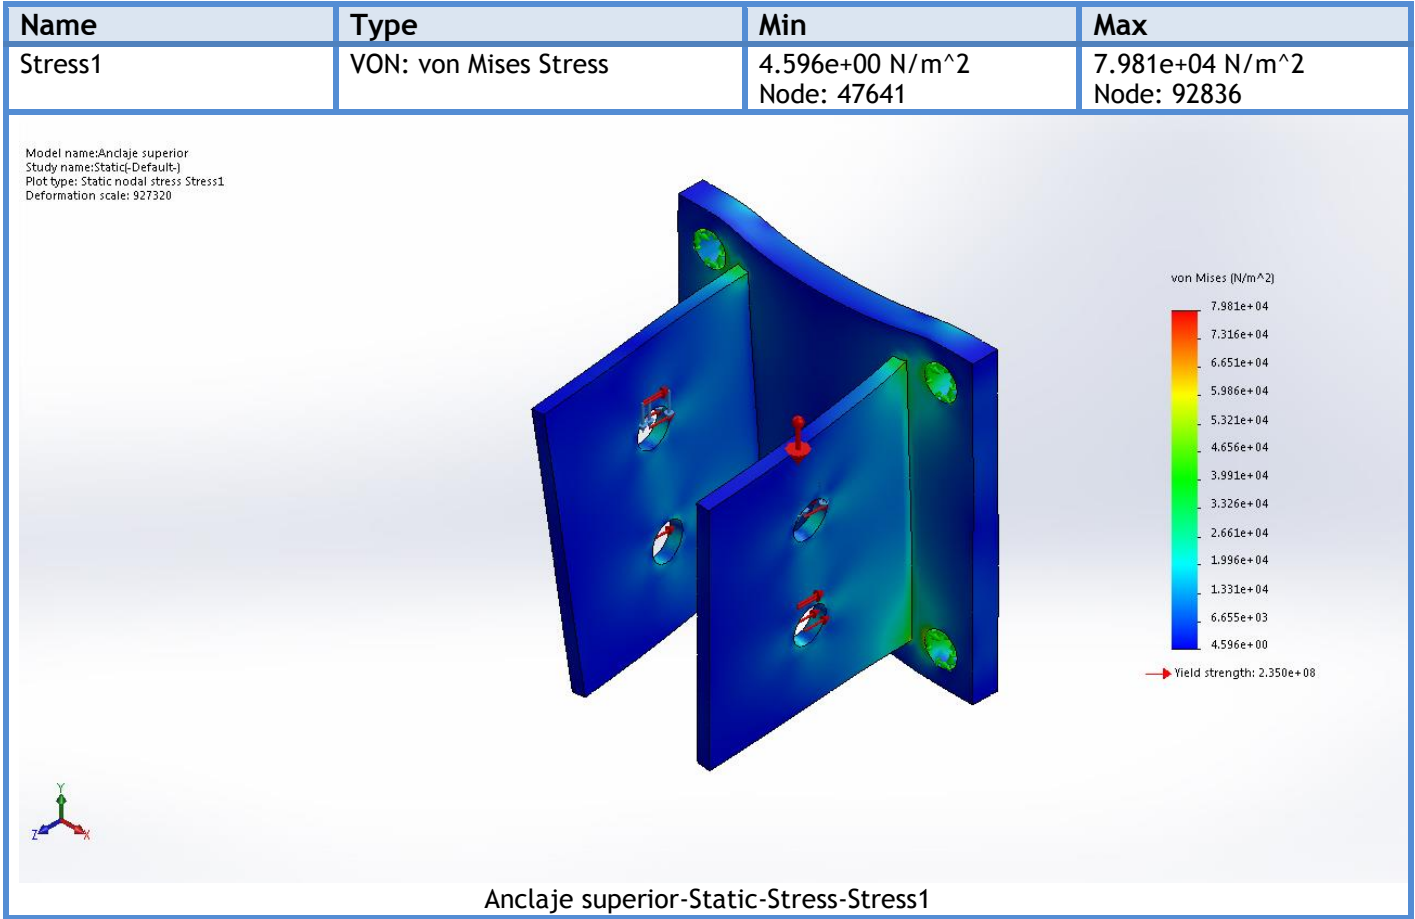 Name Type Min Max
Stress1 VON: von Mises Stress 4.596e+00 N/m^2 7.981e+04 N/m^2
Node: 47641 Node: 92836
Model name:Anclaje superior
Study name:Static(-Default-)
Plot type: Static nodal stress Stress1
Deformation scale: 927320
von Mises (N/m^2)
7.981e+04
7.316e+04
6.651e+04
5.986e+04
5.321e+04
4.656e+04
3.991e+04
3.326e+04
2.661e+04
1.996e+04
1.331e+04
6.655e+03
4.596e+00
Yield strength: 2.350e+08
Y
Z X
Anclaje superior-Static-Stress-Stress1